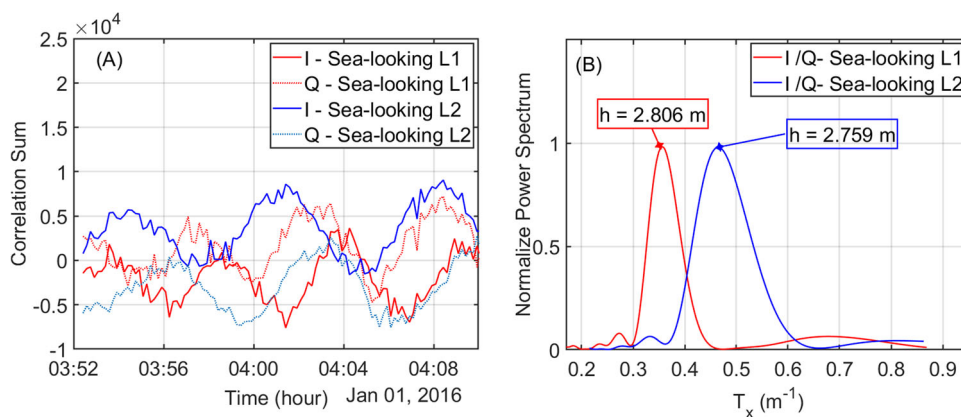 ×10⁴
2.5
2
1.5
1
0.5
0
-0.5
-1
(A)
I - Sea-looking L1
Q - Sea-looking L1
I - Sea-looking L2
Q - Sea-looking L2
Correlation Sum
03:52 03:56 04:00 04:04 04:08
Time (hour) Jan 01, 2016
(B)
I /Q- Sea-looking L1
I /Q- Sea-looking L2
h = 2.806 m
h = 2.759 m
Normalize Power Spectrum
1
0.5
0
0.2 0.3 0.4 0.5 0.6 0.7 0.8 0.9
Tₓ (m⁻¹)